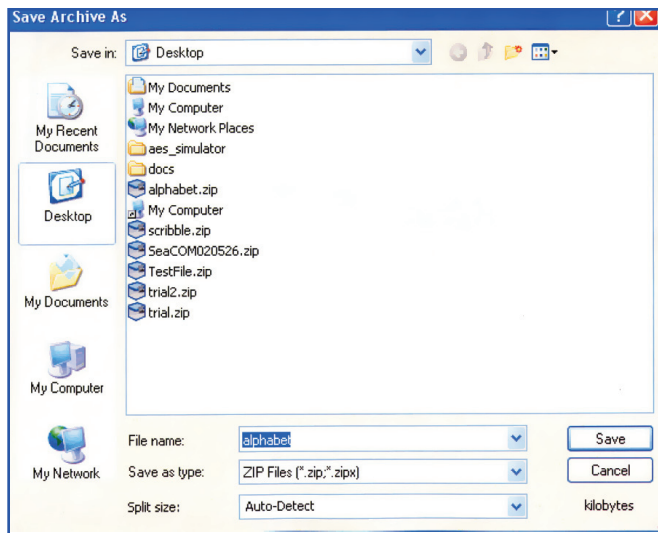 Save Archive As
Save in:
Desktop
My Recent
Documents
Desktop
My Documents
My Computer
My Network
My Documents
My Computer
My Network Places
aes_simulator
docs
alphabet.zip
My Computer
scribble.zip
SeaCOM020526.zip
TestFile.zip
trial2.zip
trial.zip
File name:
alphabet
Save
Save as type:
ZIP Files (*.zip;*.zipx)
Cancel
Split size:
Auto-Detect
kilobytes